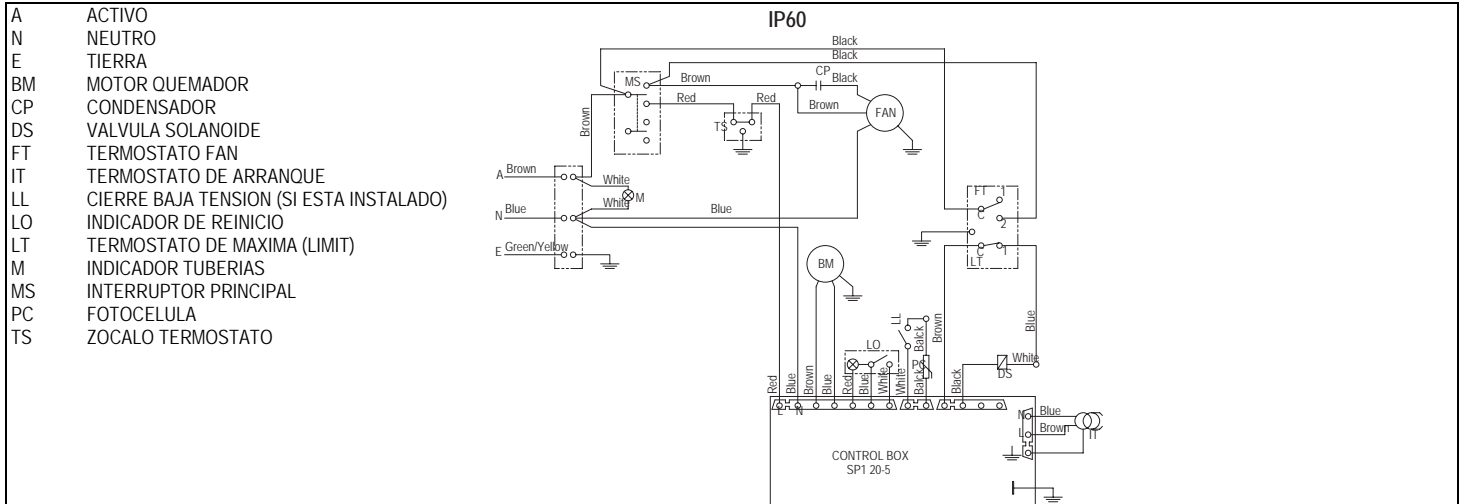 A ACTIVO
N NEUTRO
E TIERRA
BM MOTOR QUEMADOR
CP CONDENSADOR
DS VALVULA SOLANOIDE
FT TERMOSTATO FAN
IT TERMOSTATO DE ARRANQUE
LL CIERRE BAJA TENSION (SI ESTA INSTALADO)
LO INDICADOR DE REINICIO
LT TERMOSTATO DE MAXIMA (LIMIT)
M INDICADOR TUBERIAS
MS INTERRUPTOR PRINCIPAL
PC FOTOCELULA
TS ZOCALO TERMOSTATO
IP60
Black
Black
MS
Brown
CP
Black
Red
Red
Brown
FAN
Brown
TS
A Brown
White
M
White
N Blue
Blue
E Green/Yellow
FT 1
C
2
C 1
LT
BM
Blue
LL
Balck
Brown
LO
PC
White
DS
Red
Blue
Brown
Blue
Red
Blue
White
White
Balck
Black
L N
N Blue
L Brown
IT
CONTROL BOX
SP1 20-5